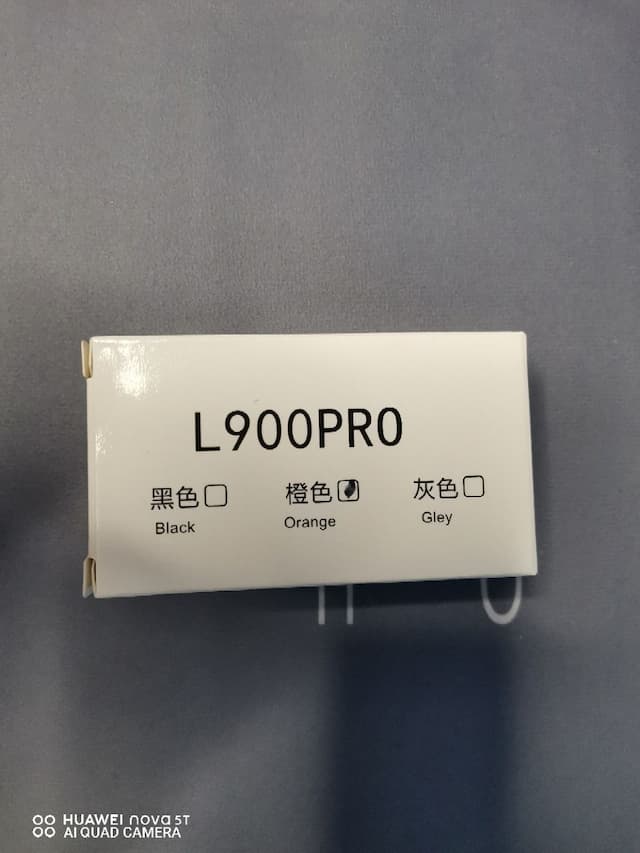 L900PRO
黑色 橙色 灰色
Black Orange Gley
HUAWEI nova 5T
AI QUAD CAMERA